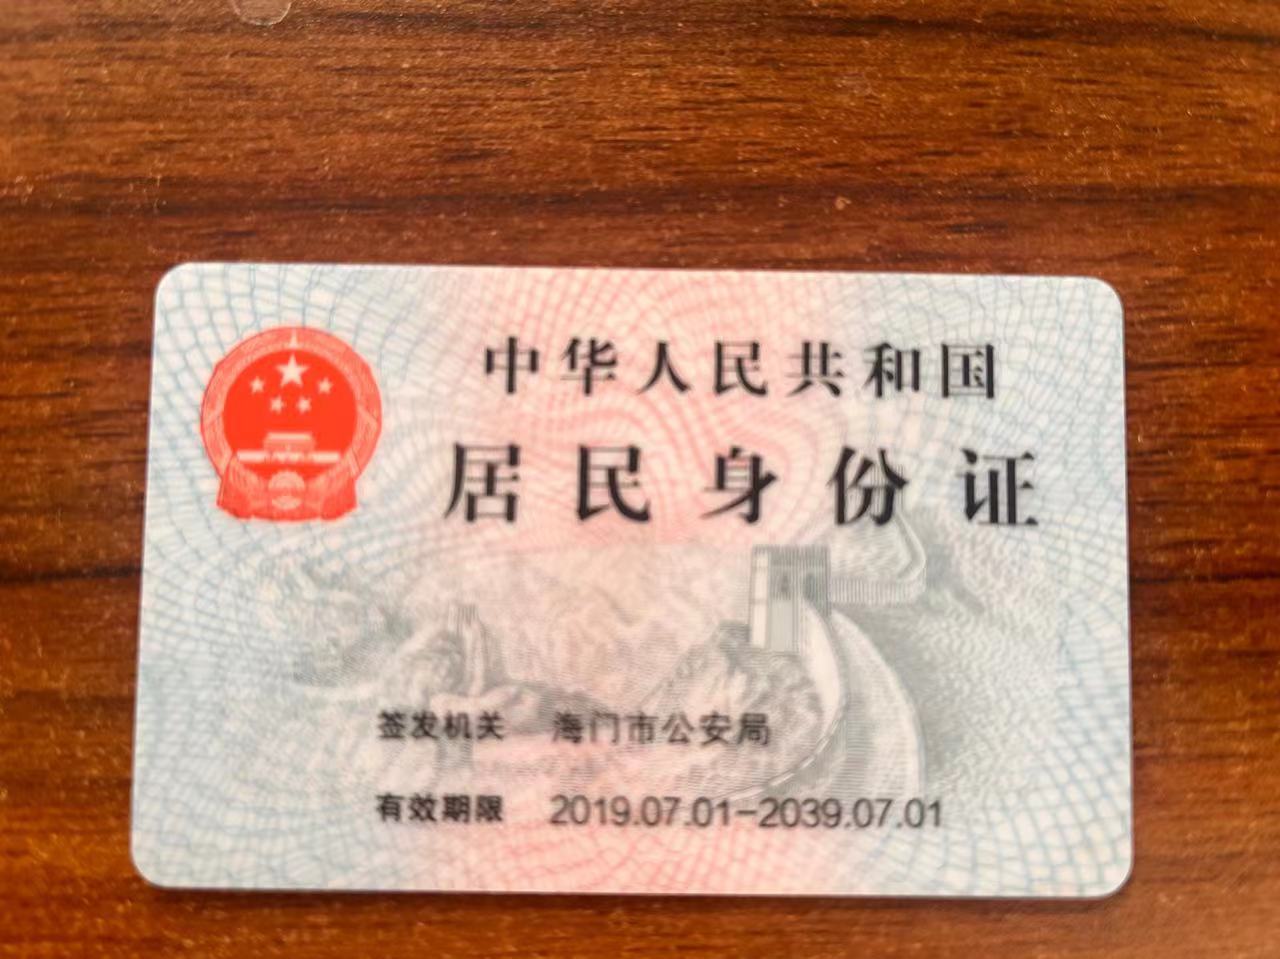 中华人民共和国
居民身份证
签发机关 海门市公安局
有效期限 2019.07.01-2039.07.01